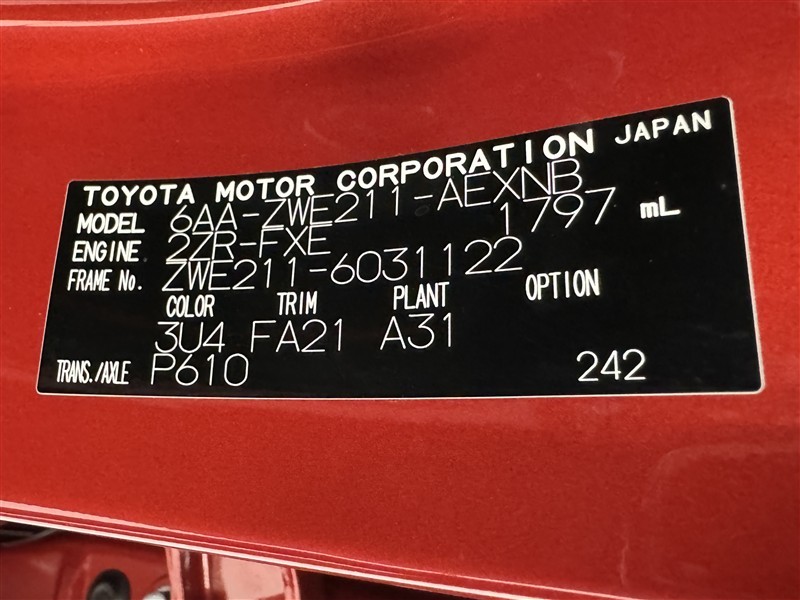 TOYOTA MOTOR CORPORATION JAPAN
MODEL 6AA-ZWE211-AEXNB
ENGINE 2ZR-FXE 1797 mL
FRAME No. ZWE211-6031122
COLOR TRIM PLANT OPTION
3U4 FA21 A31
TRANS./AXLE P610 242